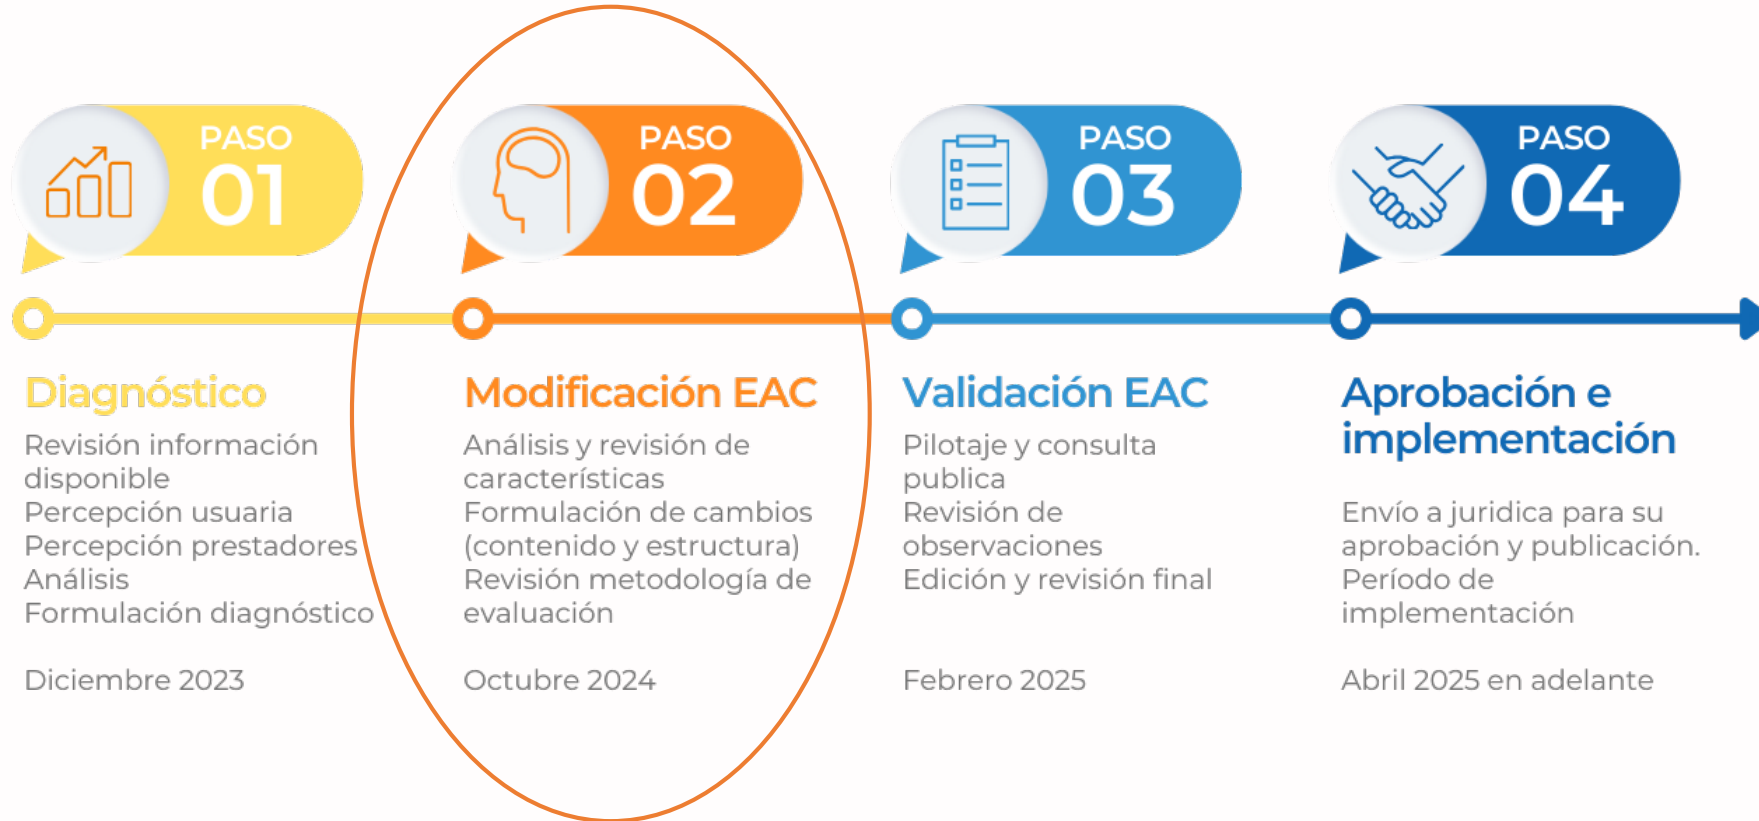 PASO
01
Diagnóstico
Revisión información
disponible
Percepción usuaria
Percepción prestadores
Análisis
Formulación diagnóstico
Diciembre 2023
PASO
02
Modificación EAC
Análisis y revisión de
características
Formulación de cambios
(contenido y estructura)
Revisión metodología de
evaluación
Octubre 2024
PASO
03
Validación EAC
Pilotaje y consulta
publica
Revisión de
observaciones
Edición y revisión final
Febrero 2025
PASO
04
Aprobación e
implementación
Envío a juridica para su
aprobación y publicación.
Período de
implementación
Abril 2025 en adelante